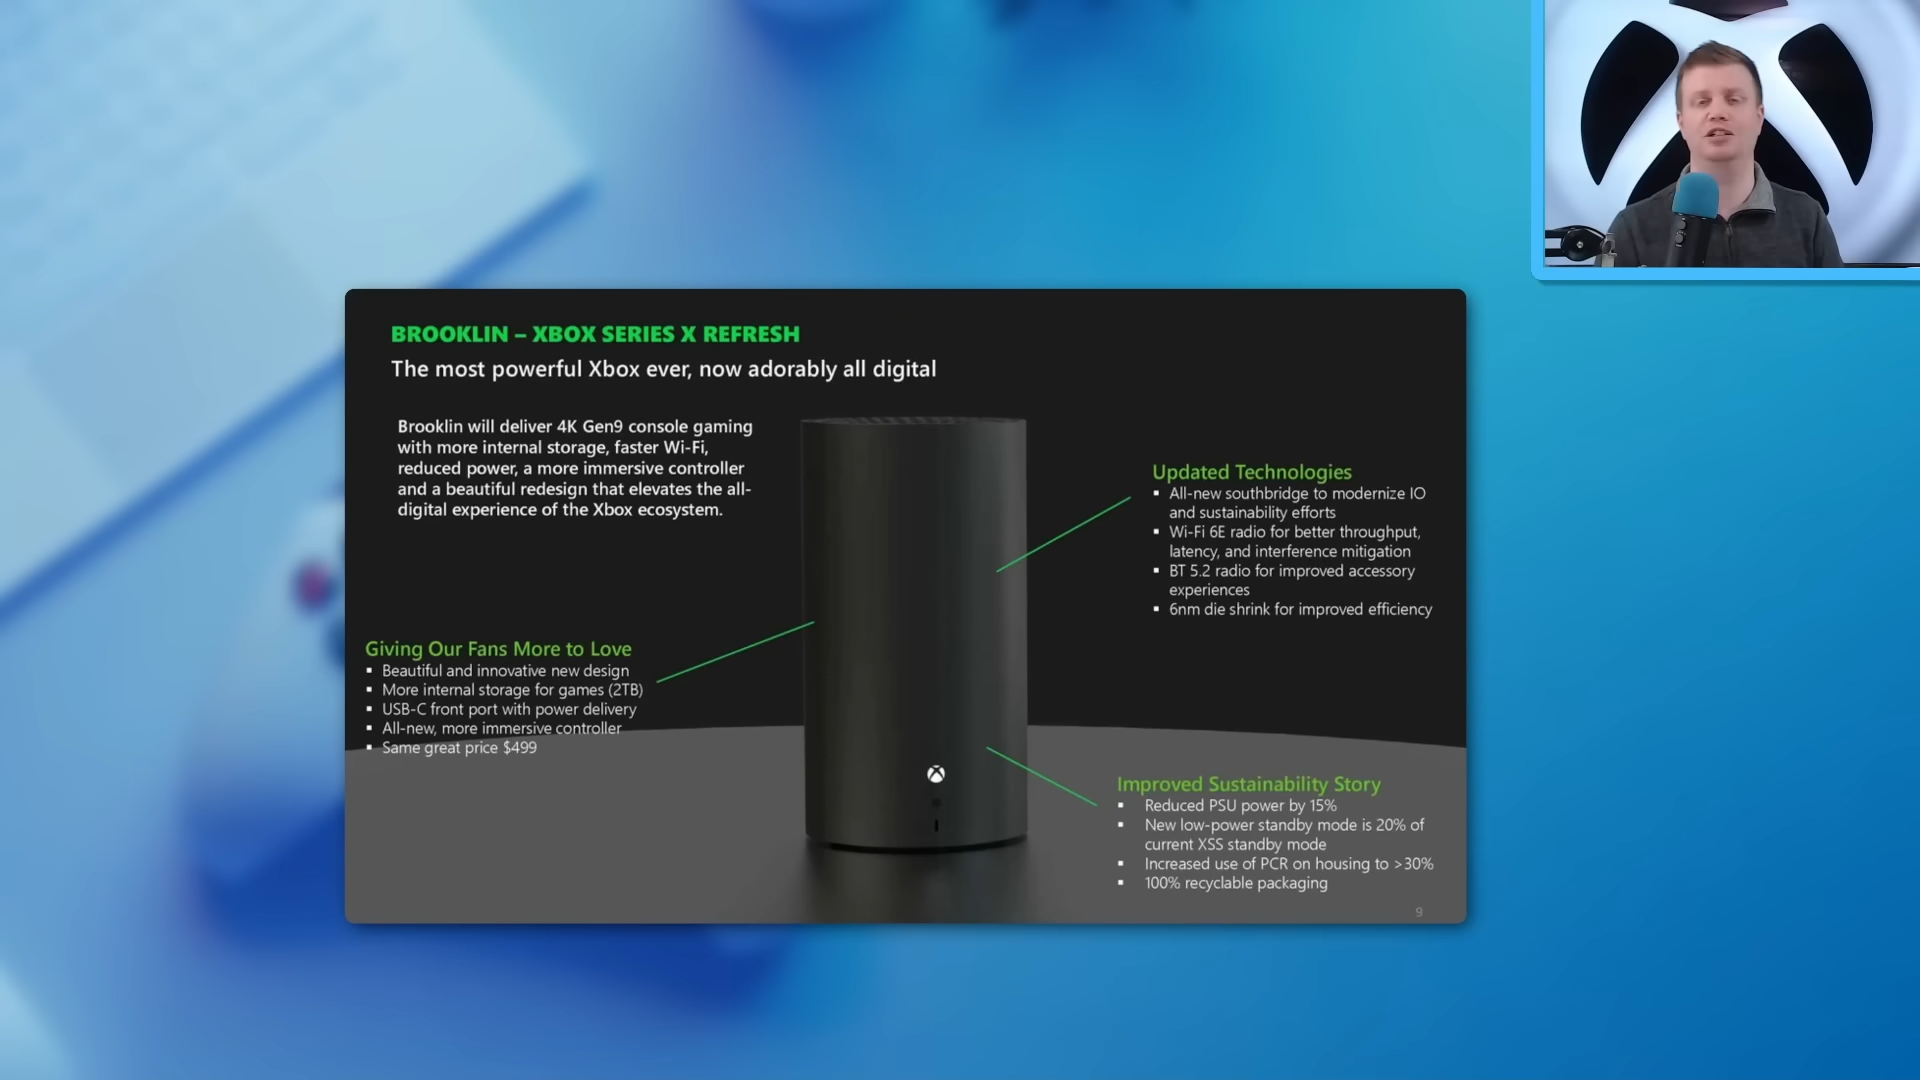 BROOKLIN – XBOX SERIES X REFRESH
The most powerful Xbox ever, now adorably all digital
Brooklin will deliver 4K Gen9 console gaming
with more internal storage, faster Wi-Fi,
reduced power, a more immersive controller
and a beautiful redesign that elevates the all-
digital experience of the Xbox ecosystem.
Giving Our Fans More to Love
▪ Beautiful and innovative new design
▪ More internal storage for games (2TB)
▪ USB-C front port with power delivery
▪ All-new, more immersive controller
▪ Same great price $499
Updated Technologies
▪ All-new southbridge to modernize IO
and sustainability efforts
▪ Wi-Fi 6E radio for better throughput,
latency, and interference mitigation
▪ BT 5.2 radio for improved accessory
experiences
▪ 6nm die shrink for improved efficiency
Improved Sustainability Story
▪ Reduced PSU power by 15%
▪ New low-power standby mode is 20% of
current XSS standby mode
▪ Increased use of PCR on housing to >30%
▪ 100% recyclable packaging
9